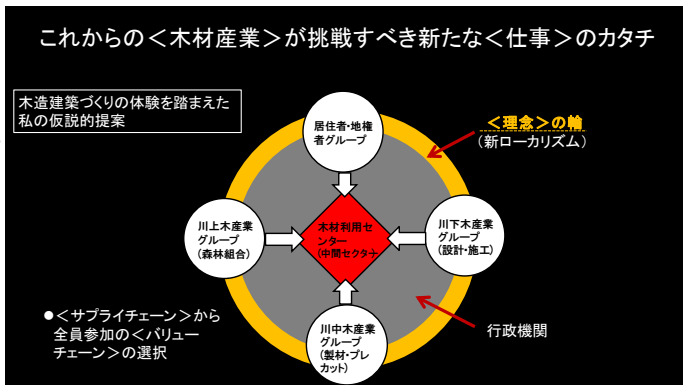 これからの＜木材産業＞が挑戦すべき新たな＜仕事＞のカタチ
木造建築づくりの体験を踏まえた
私の仮説的提案
居住者・地権
者グループ
＜理念＞の輪
（新ローカリズム）
川上木産業
グループ
（森林組合）
木材利用セ
ンター
（中間セクター）
川下木産業
グループ
（設計・施工）
●＜サプライチェーン＞から
全員参加の＜バリュー
チェーン＞の選択
川中木産業
グループ
（製材・プレ
カット）
行政機関